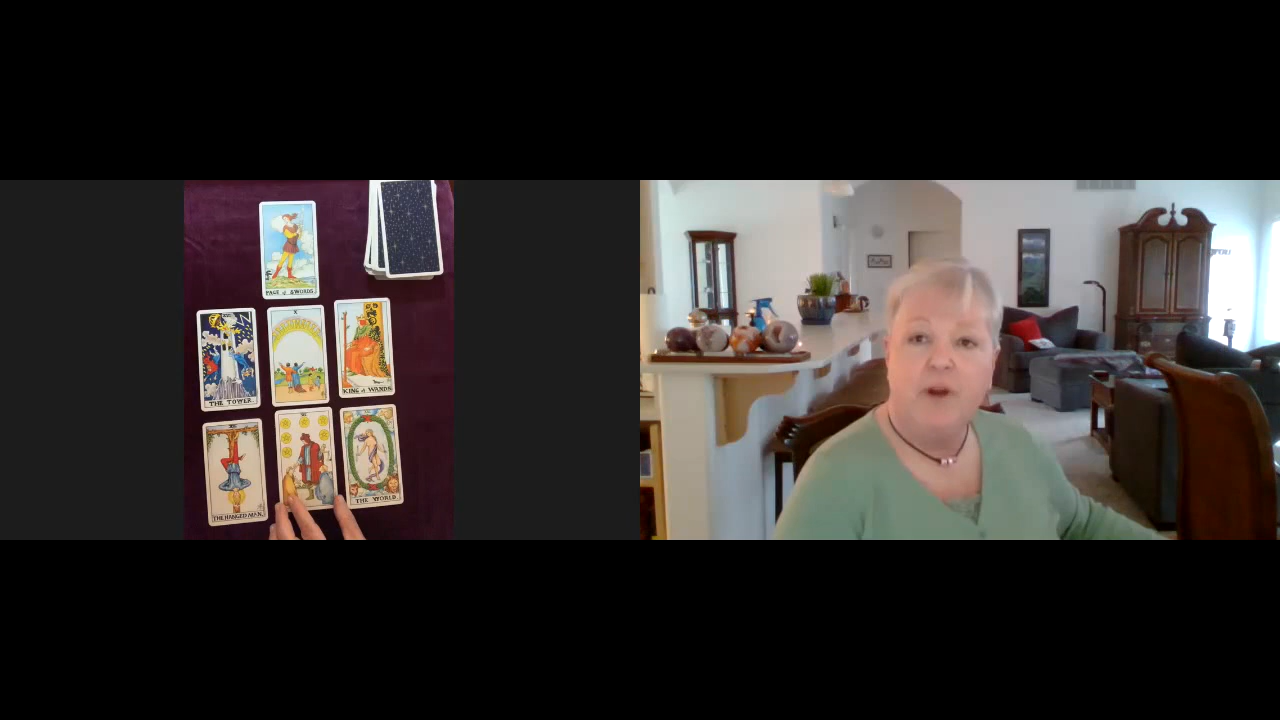 PAGE of SWORDS.
X
THE TOWER.
KING of WANDS.
THE HANGED MAN.
THE WORLD.